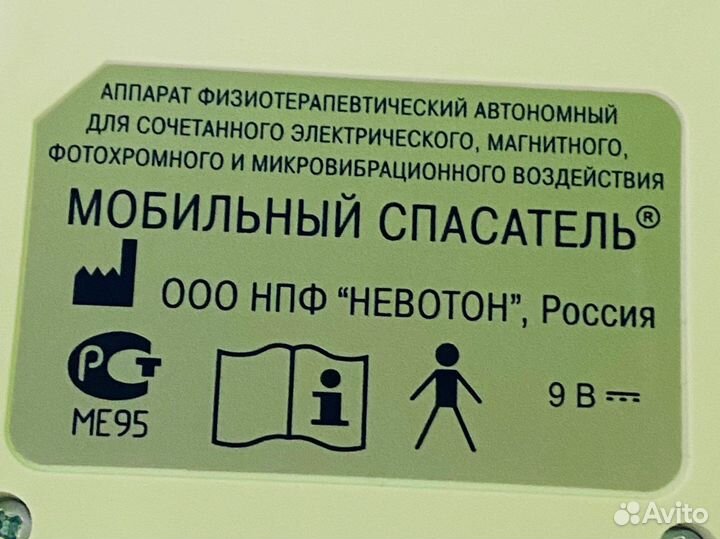 АППАРАТ ФИЗИОТЕРАПЕВТИЧЕСКИЙ АВТОНОМНЫЙ
ДЛЯ СОЧЕТАННОГО ЭЛЕКТРИЧЕСКОГО, МАГНИТНОГО,
ФОТОХРОМНОГО И МИКРОВИБРАЦИОННОГО ВОЗДЕЙСТВИЯ
МОБИЛЬНЫЙ СПАСАТЕЛЬ®
ООО НПФ “НЕВОТОН”, Россия
РСТ
МЕ95
i
9 В
Avito